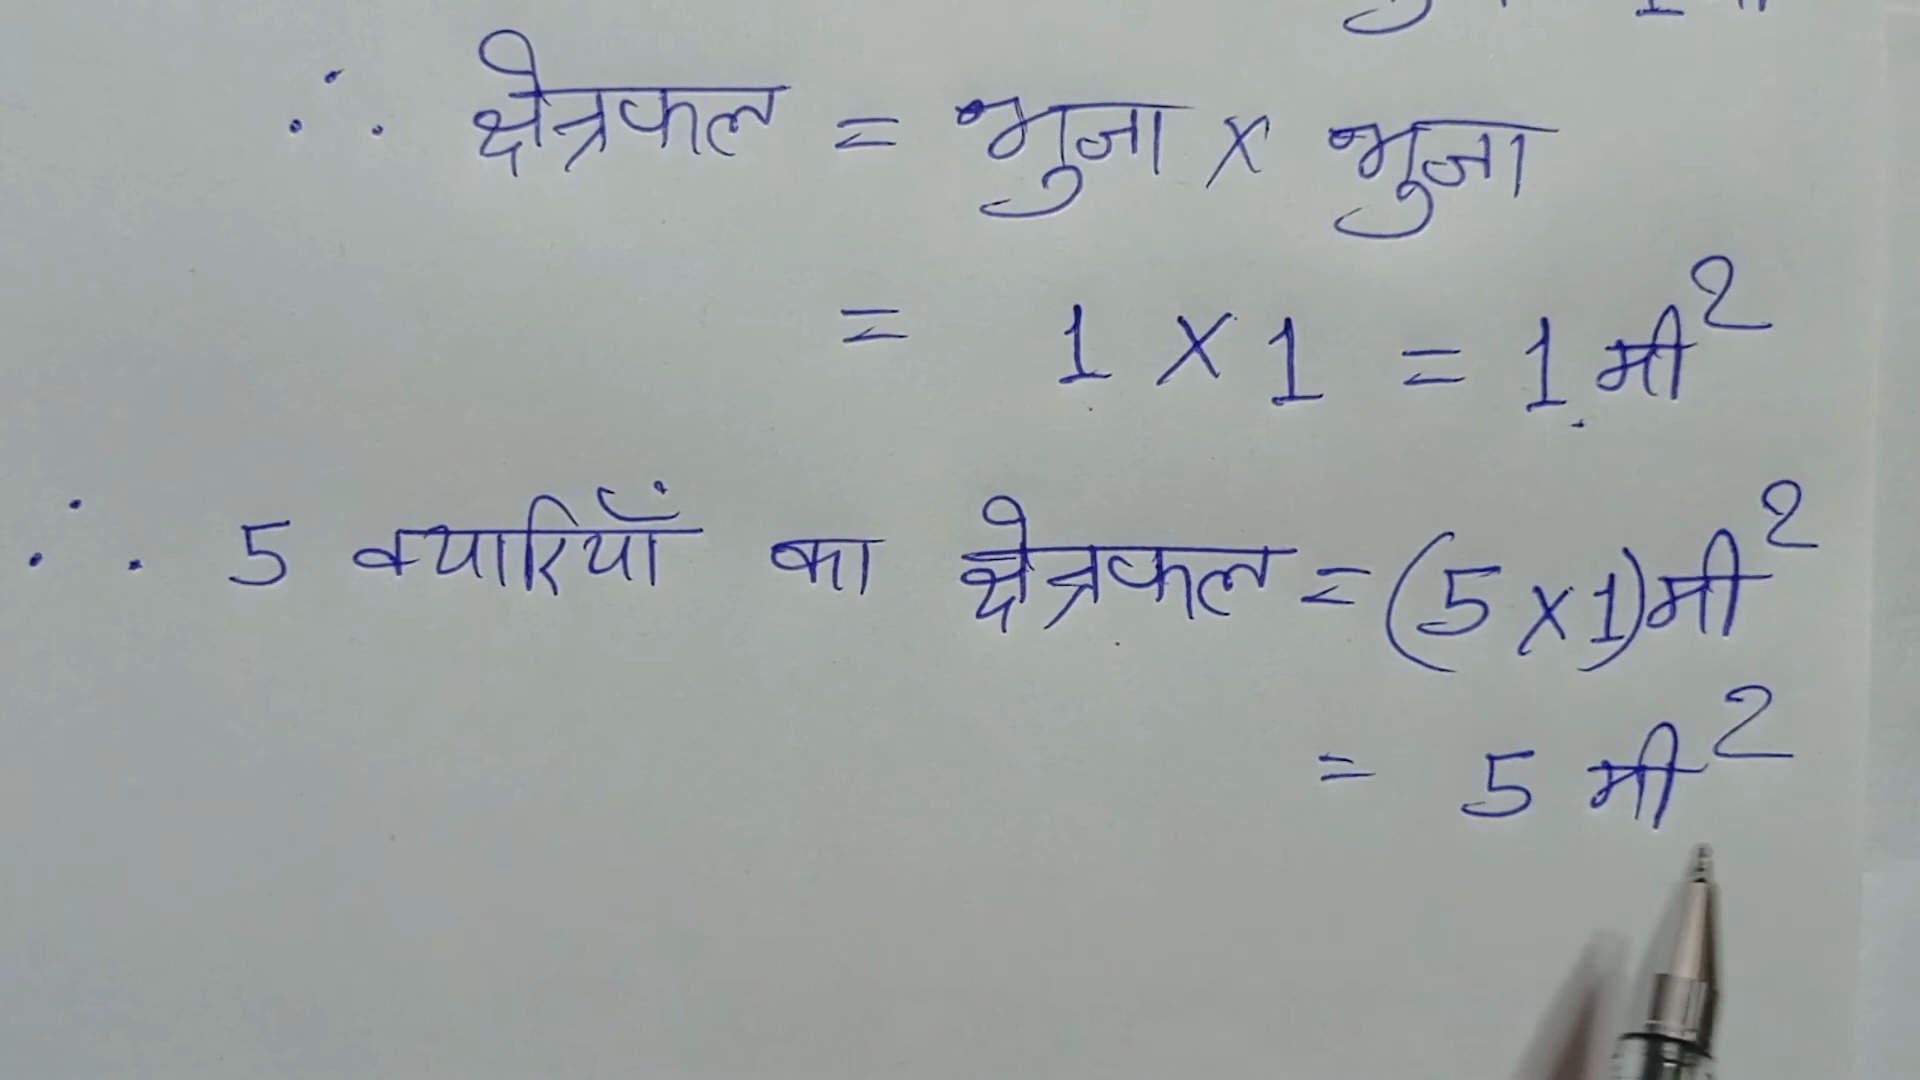 ∴ क्षेत्रफल = भुजा × भुजा
= 1 × 1 = 1 मी²
∴ 5 क्यारियाँ का क्षेत्रफल = (5 × 1) मी²
= 5 मी²